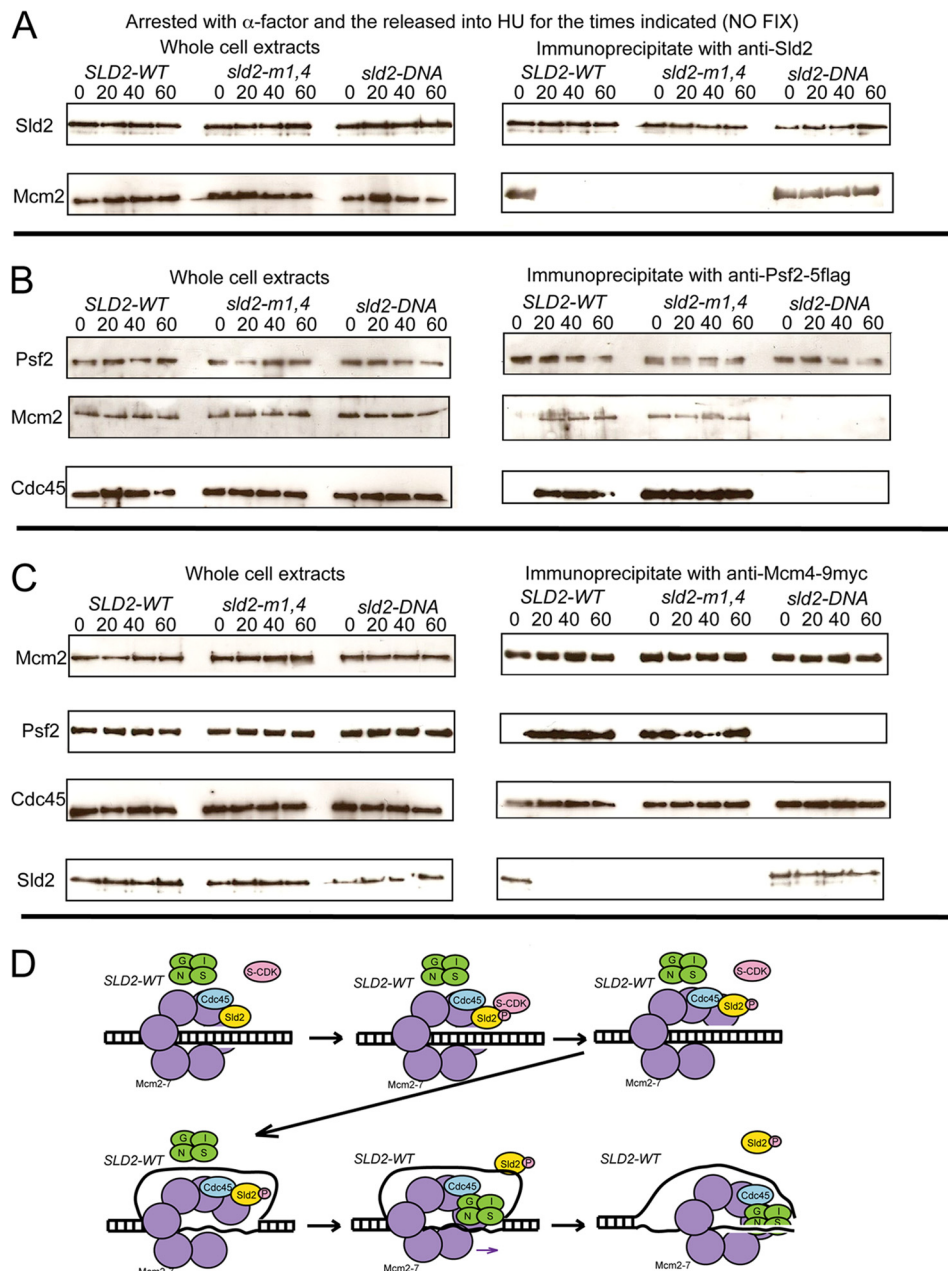 A
Arrested with α-factor and the released into HU for the times indicated (NO FIX)
Whole cell extracts
Immunoprecipitate with anti-Sld2
SLD2-WT sld2-m1,4 sld2-DNA
SLD2-WT sld2-m1,4 sld2-DNA
0 20 40 60 0 20 40 60 0 20 40 60
0 20 40 60 0 20 40 60 0 20 40 60
Sld2
Mcm2
B
Whole cell extracts
Immunoprecipitate with anti-Psf2-5flag
SLD2-WT sld2-m1,4 sld2-DNA
SLD2-WT sld2-m1,4 sld2-DNA
0 20 40 60 0 20 40 60 0 20 40 60
0 20 40 60 0 20 40 60 0 20 40 60
Psf2
Mcm2
Cdc45
C
Whole cell extracts
Immunoprecipitate with anti-Mcm4-9myc
SLD2-WT sld2-m1,4 sld2-DNA
SLD2-WT sld2-m1,4 sld2-DNA
0 20 40 60 0 20 40 60 0 20 40 60
0 20 40 60 0 20 40 60 0 20 40 60
Mcm2
Psf2
Cdc45
Sld2
D
SLD2-WT
G I
N S
S-CDK
Cdc45
Sld2
Mcm2-7
SLD2-WT
G I
N S
S-CDK
Cdc45
Sld2 P
Mcm2-7
SLD2-WT
G I
N S
S-CDK
Cdc45
Sld2 P
Mcm2-7
SLD2-WT
G I
N S
Cdc45
Sld2 P
Mcm2-7
SLD2-WT
Sld2 P
Cdc45
G I
N S
Mcm2-7
SLD2-WT
Sld2 P
Cdc45
G I
N S
Mcm2-7